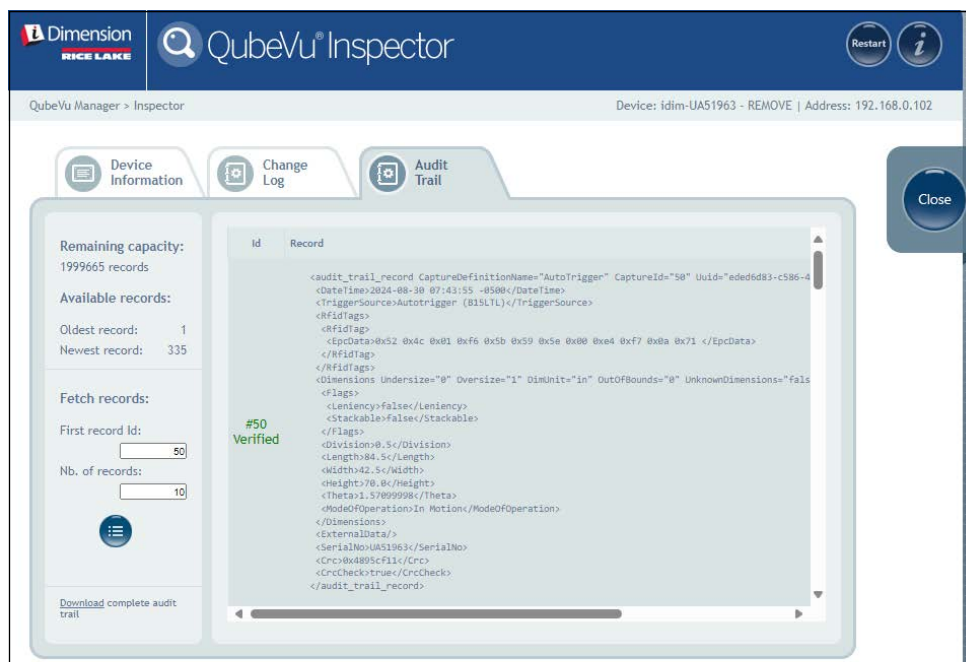 iDimension
RICE LAKE
QubeVu® Inspector
Restart
i
QubeVu Manager > Inspector
Device: idim-UA51963 - REMOVE | Address: 192.168.0.102
Device
Information
Change
Log
Audit
Trail
Close
Remaining capacity:
1999665 records
Available records:
Oldest record: 1
Newest record: 335
Fetch records:
First record Id:
50
Nb. of records:
10
Download complete audit
trail
Id Record
#50
Verified
<audit_trail_record CaptureDefinitionName="AutoTrigger" CaptureId="50" Uuid="eded6d83-c586-4
<DateTime>2024-08-30 07:43:55 -0500</DateTime>
<TriggerSource>Autotrigger (B15LTL)</TriggerSource>
<RfidTags>
<RfidTag>
<EpcData>0x52 0x4c 0x01 0xf6 0x5b 0x59 0x5e 0x00 0xe4 0xf7 0x0a 0x71 </EpcData>
</RfidTag>
</RfidTags>
<Dimensions Undersize="0" Oversize="1" DimUnit="in" OutOfBounds="0" UnknownDimensions="fals
<Flags>
<Leniency>false</Leniency>
<Stackable>false</Stackable>
</Flags>
<Division>0.5</Division>
<Length>84.5</Length>
<Width>42.5</Width>
<Height>70.0</Height>
<Theta>1.57099998</Theta>
<ModeOfOperation>In Motion</ModeOfOperation>
</Dimensions>
<ExternalData/>
<SerialNo>UA51963</SerialNo>
<Crc>0x4895cf11</Crc>
<CrcCheck>true</CrcCheck>
</audit_trail_record>